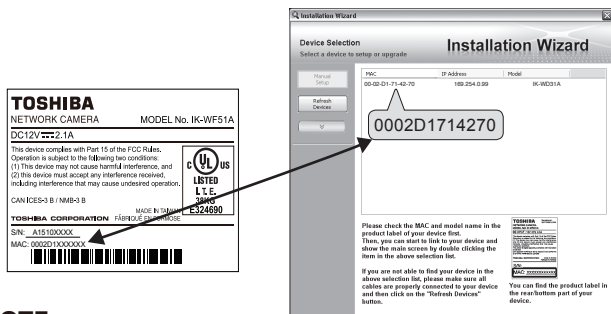 TOSHIBA
NETWORK CAMERA MODEL No. IK-WF51A
DC12V 2.1A
This device complies with Part 15 of the FCC Rules.
Operation is subject to the following two conditions:
(1) This device may not cause harmful interference, and
(2) this device must accept any interference received,
including interference that may cause undesired operation.
CAN ICES-3 B / NMB-3 B
MADE IN TAIWAN
TOSHIBA CORPORATION FABRIQUÉ EN FORMOSE
C UL US
LISTED
I.T.E.
38KG
E324690
S/N: A1510XXXX
MAC: 0002D1XXXXXX
Installation Wizard
Device Selection
Select a device to setup or upgrade
Installation Wizard
Manual
Setup
Refresh
Devices
MAC IP Address Model
00-02-D1-71-42-70 169.254.0.99 IK-WD31A
0002D1714270
Please check the MAC and model name in the
product label of your device first.
Then, you can start to link to your device and
show the main screen by double clicking the
item in the above selection list.
If you are not able to find your device in the
above selection list, please make sure all
cables are properly connected to your device
and then click on the "Refresh Devices"
button.
TOSHIBA
S/N:
MAC: XXXXXXXXXXXX
You can find the product label in
the rear/bottom part of your
device.